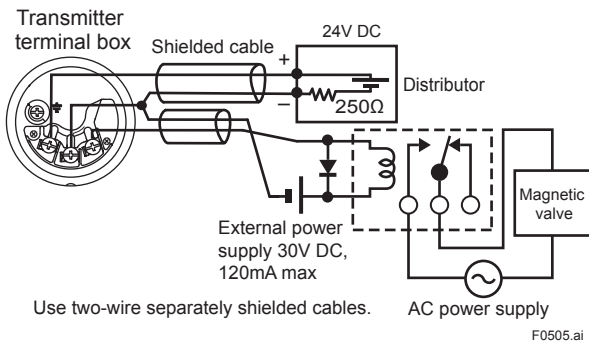 Transmitter
terminal box
Shielded cable
24V DC
+
−
250Ω
Distributor
Magnetic
valve
External power
supply 30V DC,
120mA max
Use two-wire separately shielded cables.
AC power supply
F0505.ai